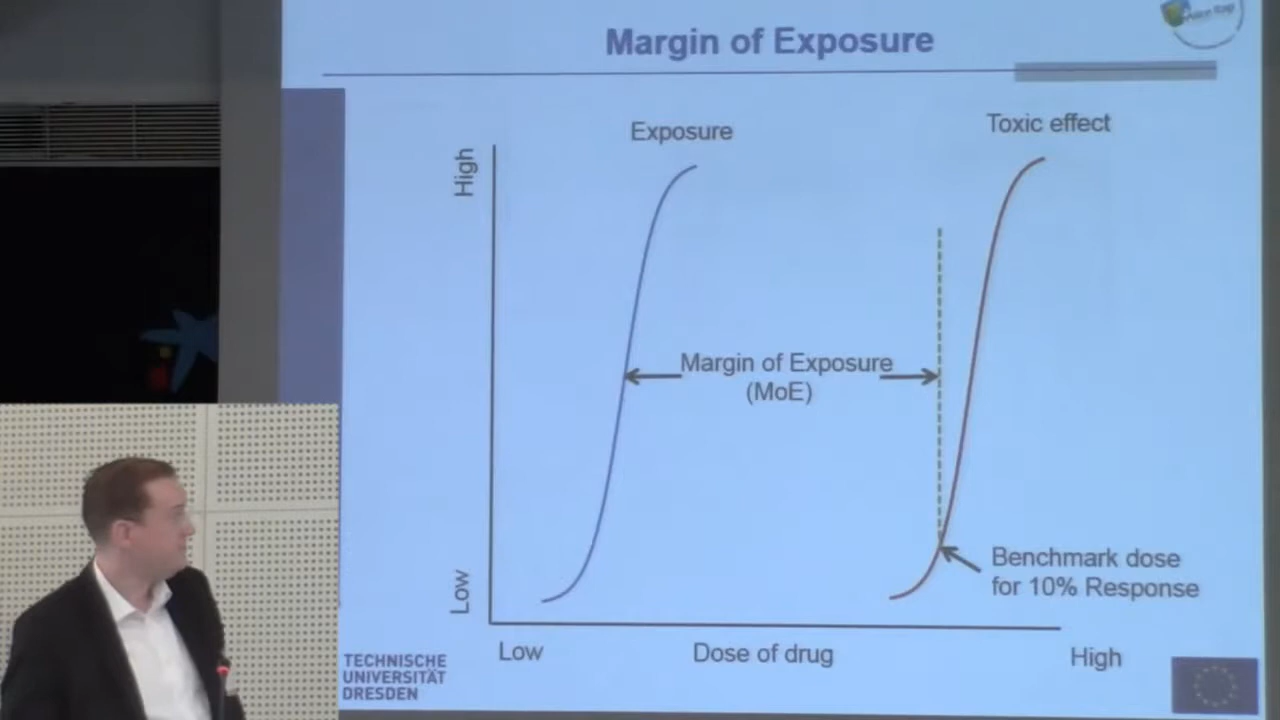 Margin of Exposure
Exposure
Toxic effect
High
Margin of Exposure
(MoE)
Low
Benchmark dose
for 10% Response
Low
Dose of drug
High
TECHNISCHE
UNIVERSITÄT
DRESDEN